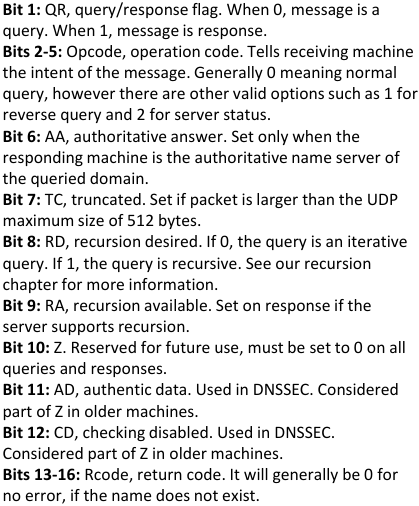 Bit 1: QR, query/response flag. When 0, message is a
query. When 1, message is response.
Bits 2-5: Opcode, operation code. Tells receiving machine
the intent of the message. Generally 0 meaning normal
query, however there are other valid options such as 1 for
reverse query and 2 for server status.
Bit 6: AA, authoritative answer. Set only when the
responding machine is the authoritative name server of
the queried domain.
Bit 7: TC, truncated. Set if packet is larger than the UDP
maximum size of 512 bytes.
Bit 8: RD, recursion desired. If 0, the query is an iterative
query. If 1, the query is recursive. See our recursion
chapter for more information.
Bit 9: RA, recursion available. Set on response if the
server supports recursion.
Bit 10: Z. Reserved for future use, must be set to 0 on all
queries and responses.
Bit 11: AD, authentic data. Used in DNSSEC. Considered
part of Z in older machines.
Bit 12: CD, checking disabled. Used in DNSSEC.
Considered part of Z in older machines.
Bits 13-16: Rcode, return code. It will generally be 0 for
no error, if the name does not exist.